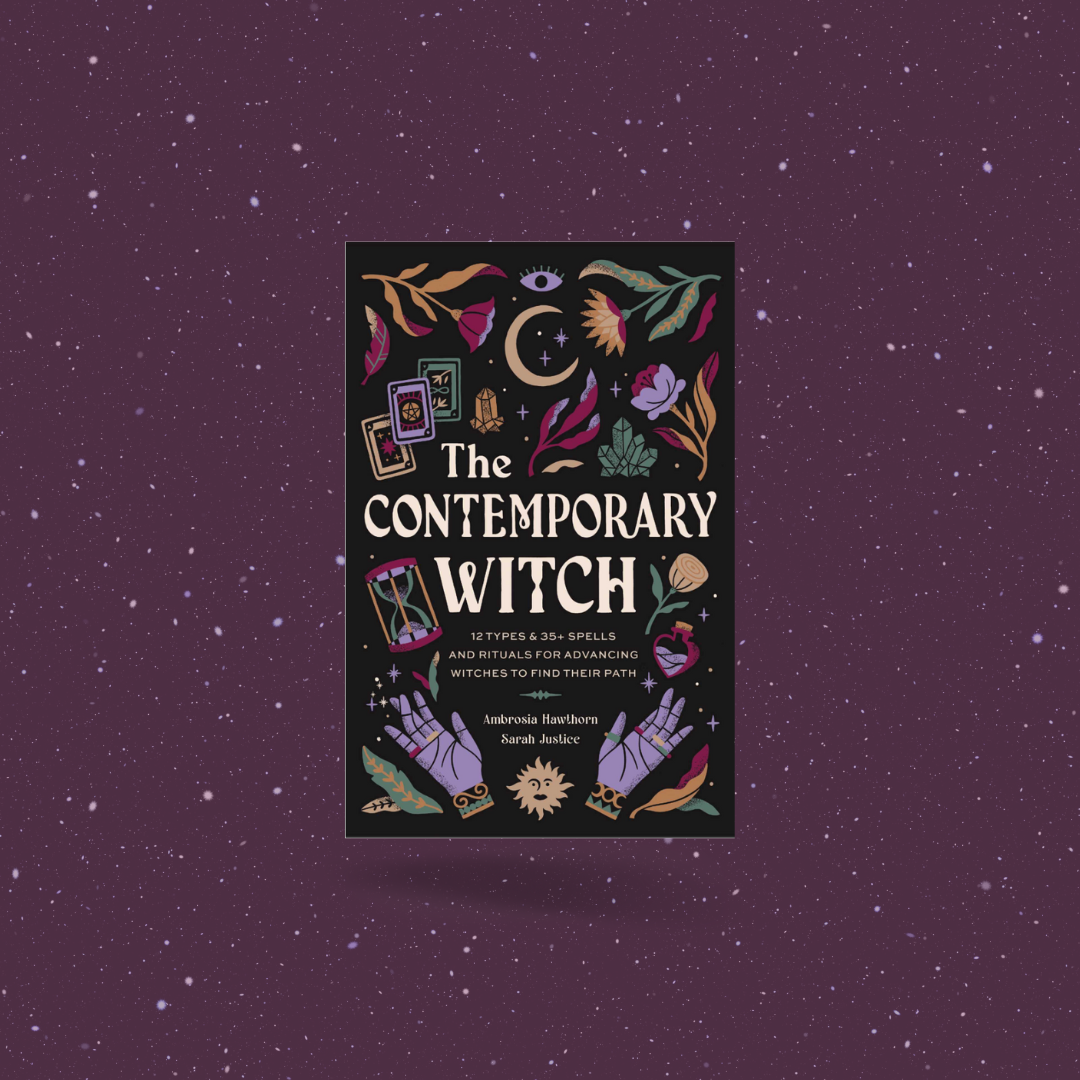 The
CONTEMPORARY
WITCH
12 TYPES & 35+ SPELLS
AND RITUALS FOR ADVANCING
WITCHES TO FIND THEIR PATH
Ambrosia Hawthorn
Sarah Justice